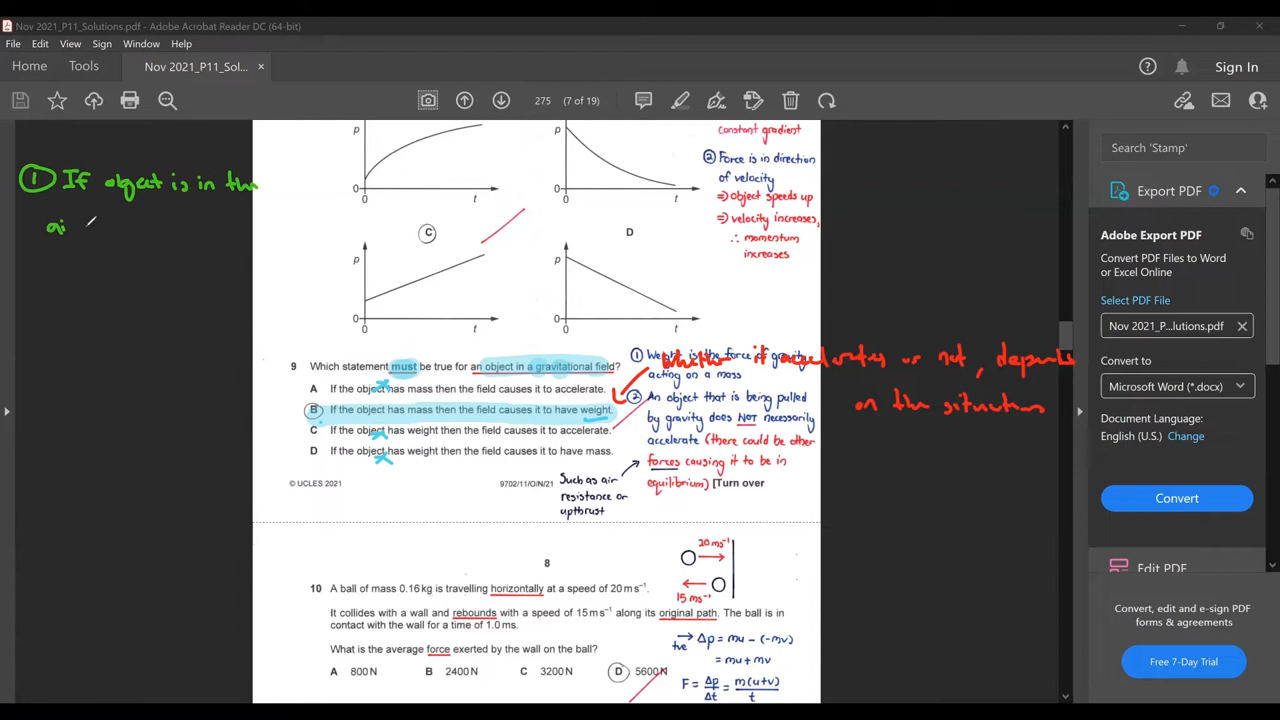 Nov 2021_P11_Solutions.pdf - Adobe Acrobat Reader DC (64-bit)
File Edit View Sign Window Help
Home Tools Nov 2021_P11_Sol... × Sign In
275 (7 of 19)
① If object is in the
ai
p
0
0
t
p
0
0
t
constant gradient
② Force is in direction
of velocity
⇒ object speeds up
⇒ velocity increases,
∴ momentum
increases
C
D
p
0
0
t
p
0
0
t
9 Which statement must be true for an object in a gravitational field?
A If the object has mass then the field causes it to accelerate.
B If the object has mass then the field causes it to have weight.
C If the object has weight then the field causes it to accelerate.
D If the object has weight then the field causes it to have mass.
① Weight is the force of gravity
acting on a mass
② An object that is being pulled
by gravity does NOT necessarily
accelerate (there could be other
forces causing it to be in
equilibrium)
whether it accelerates or not, depends
on the situations
Such as air
resistance or
upthrust
© UCLES 2021 9702/11/O/N/21 [Turn over
8
10 A ball of mass 0.16 kg is travelling horizontally at a speed of 20 m s⁻¹.
It collides with a wall and rebounds with a speed of 15 m s⁻¹ along its original path. The ball is in
contact with the wall for a time of 1.0 ms.
What is the average force exerted by the wall on the ball?
A 800 N B 2400 N C 3200 N D 5600 N
20 ms⁻¹
15 ms⁻¹
+ve Δp = mu − (−mv)
= mu + mv
F = Δp/Δt = m(u+v)/t
Search 'Stamp'
Export PDF
Adobe Export PDF
Convert PDF Files to Word
or Excel Online
Select PDF File
Nov 2021_P...lutions.pdf ×
Convert to
Microsoft Word (*.docx)
Document Language:
English (U.S.) Change
Convert
Edit PDF
Convert, edit and e-sign PDF
forms & agreements
Free 7-Day Trial